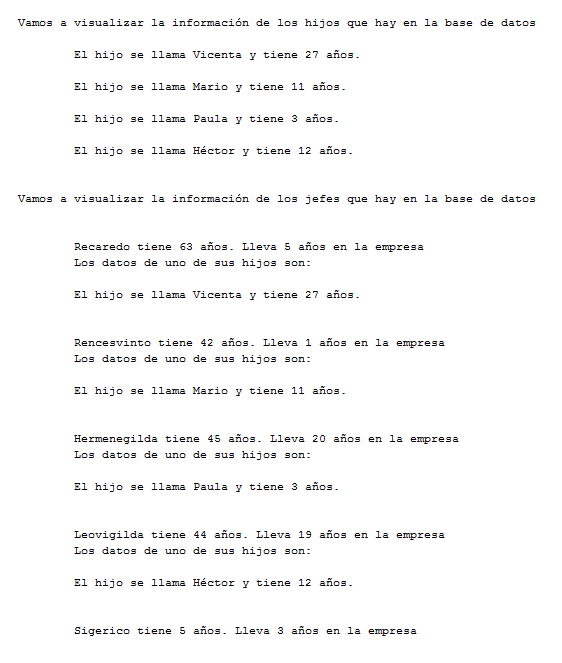 Vamos a visualizar la información de los hijos que hay en la base de datos
El hijo se llama Vicenta y tiene 27 años.
El hijo se llama Mario y tiene 11 años.
El hijo se llama Paula y tiene 3 años.
El hijo se llama Héctor y tiene 12 años.
Vamos a visualizar la información de los jefes que hay en la base de datos
Recaredo tiene 63 años. Lleva 5 años en la empresa
Los datos de uno de sus hijos son:
El hijo se llama Vicenta y tiene 27 años.
Rencesvinto tiene 42 años. Lleva 1 años en la empresa
Los datos de uno de sus hijos son:
El hijo se llama Mario y tiene 11 años.
Hermenegilda tiene 45 años. Lleva 20 años en la empresa
Los datos de uno de sus hijos son:
El hijo se llama Paula y tiene 3 años.
Leovigilda tiene 44 años. Lleva 19 años en la empresa
Los datos de uno de sus hijos son:
El hijo se llama Héctor y tiene 12 años.
Sigerico tiene 5 años. Lleva 3 años en la empresa